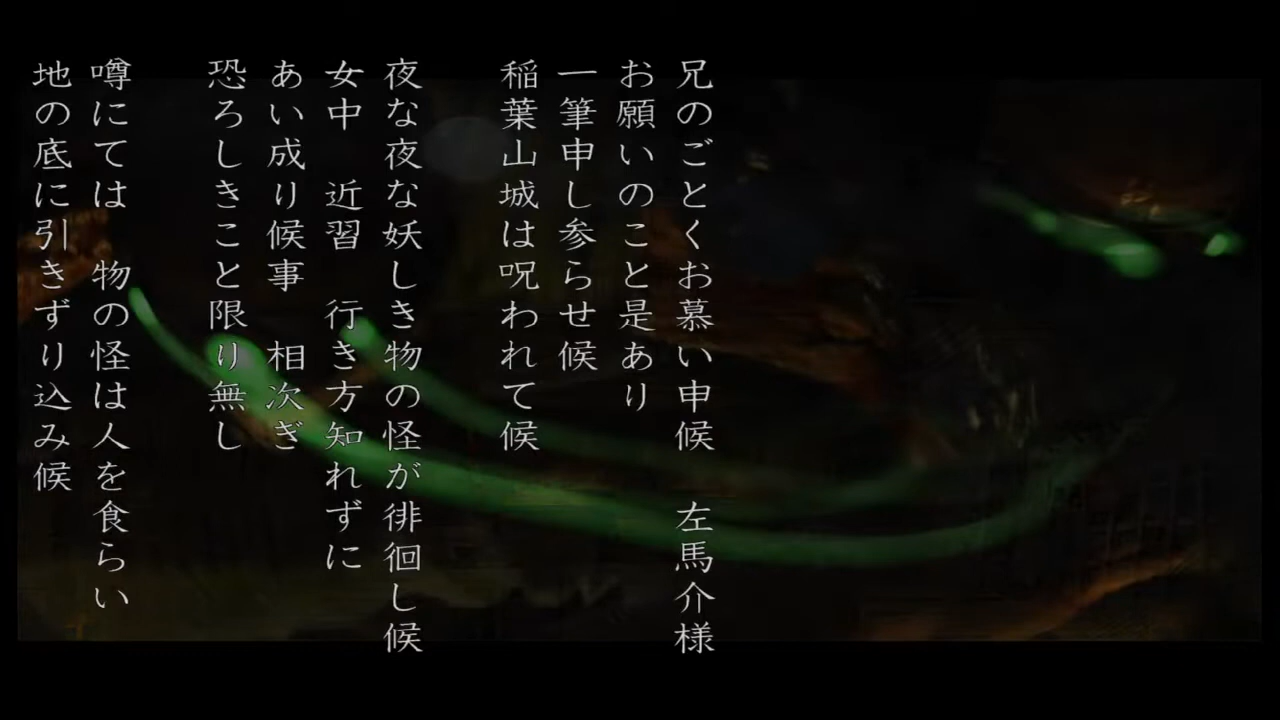 兄のごとくお慕い申候　左馬介様
お願いのこと是あり
一筆申し参らせ候
稲葉山城は呪われて候
夜な夜な妖しき物の怪が徘徊し候
女中　近習　行き方知れずに
あい成り候事　相次ぎ
恐ろしきこと限り無し
噂にては　物の怪は人を食らい
地の底に引きずり込み候